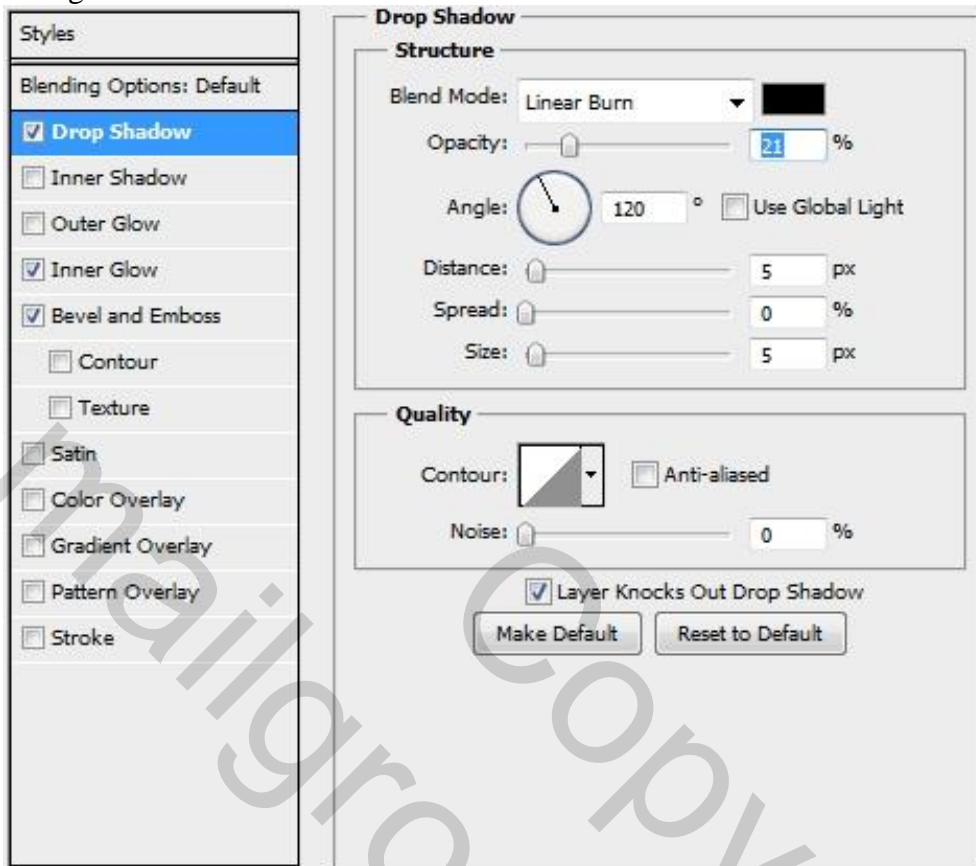 Styles
Blending Options: Default
Drop Shadow
Inner Shadow
Outer Glow
Inner Glow
Bevel and Emboss
Contour
Texture
Satin
Color Overlay
Gradient Overlay
Pattern Overlay
Stroke
Drop Shadow
Structure
Blend Mode: Linear Burn
Opacity: 21 %
Angle: 120 ° Use Global Light
Distance: 5 px
Spread: 0 %
Size: 5 px
Quality
Contour: Anti-aliased
Noise: 0 %
Layer Knocks Out Drop Shadow
Make Default Reset to Default